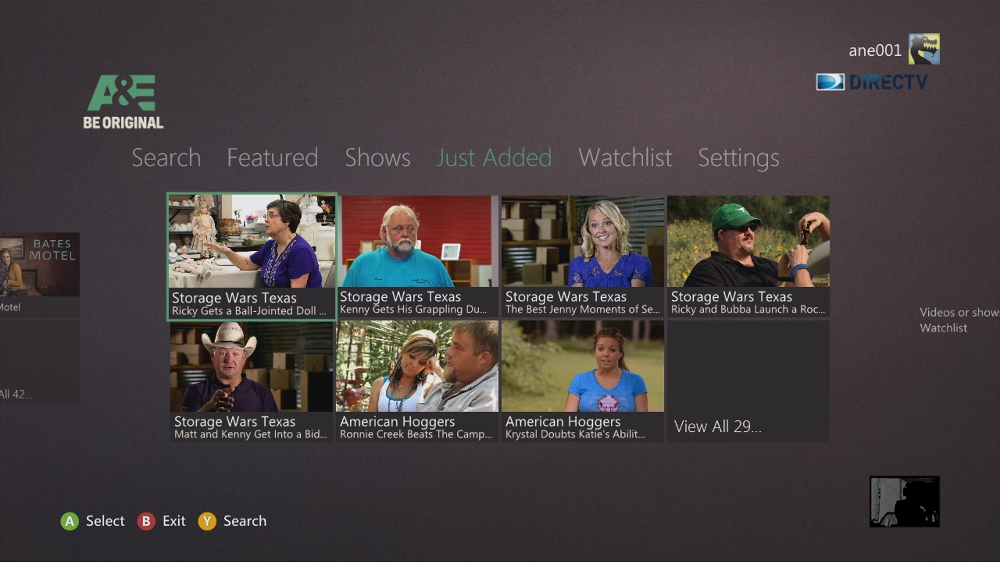 ane001
DIRECTV
A&E
BE ORIGINAL
Search Featured Shows Just Added Watchlist Settings
BATES
MOTEL
Motel
All 42...
Storage Wars Texas
Ricky Gets a Ball-Jointed Doll ...
Storage Wars Texas
Kenny Gets His Grappling Du...
Storage Wars Texas
The Best Jenny Moments of Se...
Storage Wars Texas
Ricky and Bubba Launch a Roc...
Storage Wars Texas
Matt and Kenny Get Into a Bid...
American Hoggers
Ronnie Creek Beats The Camp...
American Hoggers
Krystal Doubts Katie's Abilit...
View All 29...
Videos or show
Watchlist
A Select B Exit Y Search